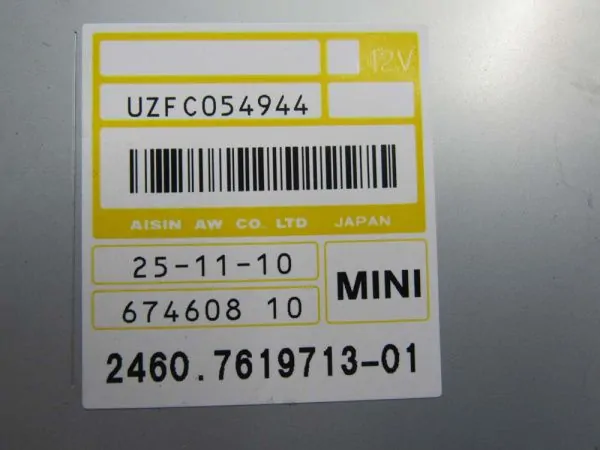 12V
UZFC054944
AISIN AW CO. LTD JAPAN
25-11-10
MINI
674608 10
2460.7619713-01